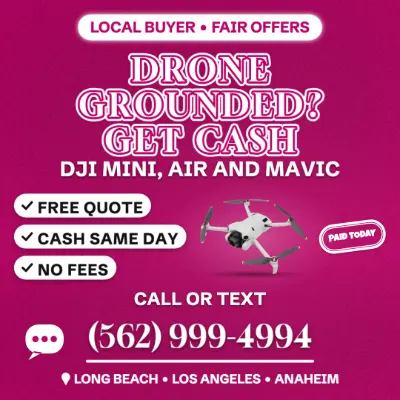 LOCAL BUYER • FAIR OFFERS
DRONE
GROUNDED?
GET CASH
DJI MINI, AIR AND MAVIC
✓ FREE QUOTE
✓ CASH SAME DAY
✓ NO FEES
PAID TODAY
CALL OR TEXT
(562) 999-4994
LONG BEACH • LOS ANGELES • ANAHEIM